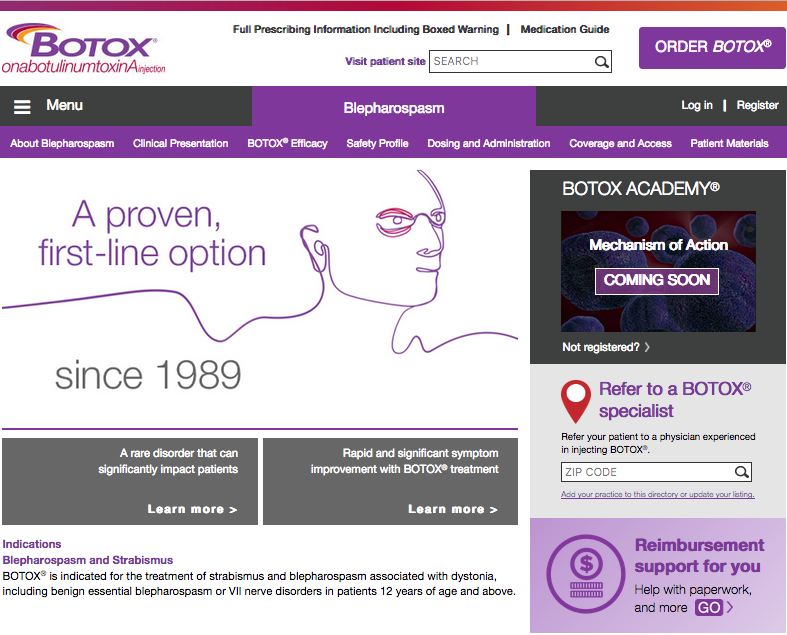 Full Prescribing Information Including Boxed Warning | Medication Guide
BOTOX®
onabotulinumtoxinA injection
Visit patient site
SEARCH
ORDER BOTOX®
Menu
Blepharospasm
Log in | Register
About Blepharospasm
Clinical Presentation
BOTOX® Efficacy
Safety Profile
Dosing and Administration
Coverage and Access
Patient Materials
A proven,
first-line option
since 1989
A rare disorder that can
significantly impact patients
Learn more >
Rapid and significant symptom
improvement with BOTOX® treatment
Learn more >
Indications
Blepharospasm and Strabismus
BOTOX® is indicated for the treatment of strabismus and blepharospasm associated with dystonia,
including benign essential blepharospasm or VII nerve disorders in patients 12 years of age and above.
BOTOX ACADEMY®
Mechanism of Action
COMING SOON
Not registered? >
Refer to a BOTOX®
specialist
Refer your patient to a physician experienced
in injecting BOTOX®.
ZIP CODE
Add your practice to this directory or update your listing.
$
Reimbursement
support for you
Help with paperwork,
and more GO >